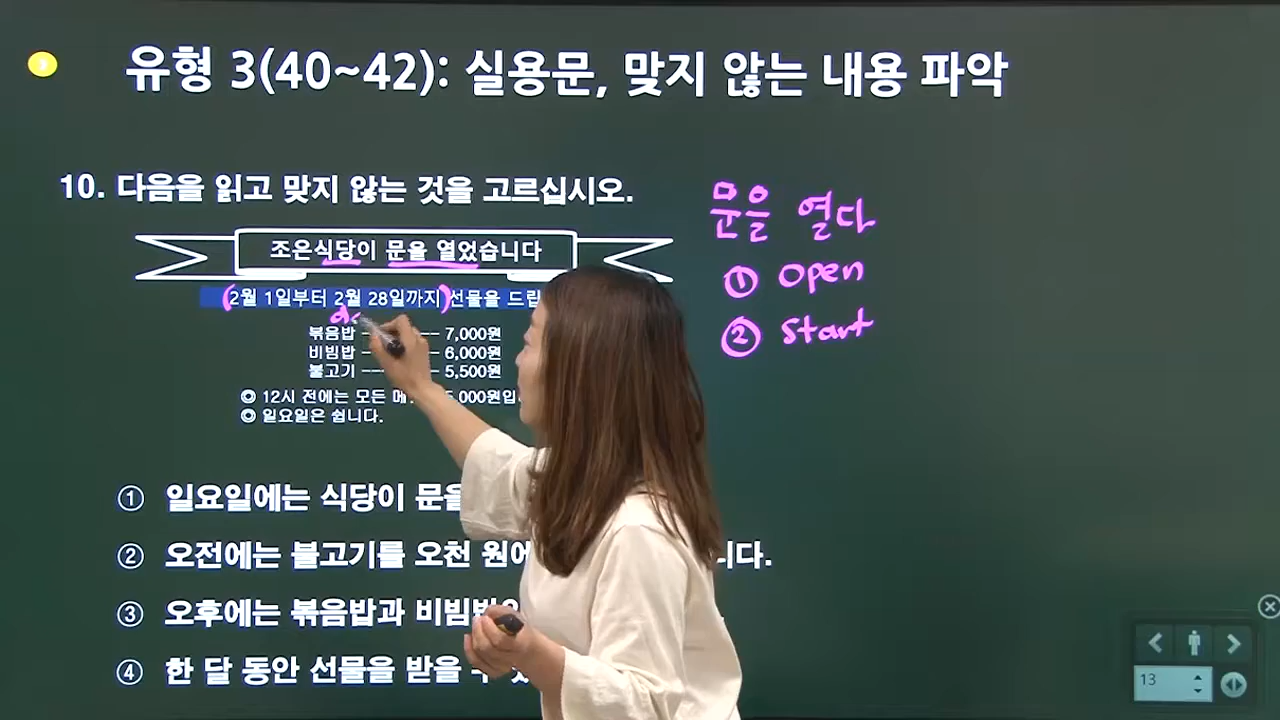 유형 3(40~42): 실용문, 맞지 않는 내용 파악
10. 다음을 읽고 맞지 않는 것을 고르십시오.
조은식당이 문을 열었습니다
(2월 1일부터 2월 28일까지) 선물을 드립
볶음밥 7,000원
비빔밥 6,000원
불고기 5,500원
◎ 12시 전에는 모든 5,000원입
◎ 일요일은 쉽니다.
① 일요일에는 식당이 문을
② 오전에는 불고기를 오천 원에 니다.
③ 오후에는 볶음밥과
④ 한 달 동안 선물을 받을
문을 열다
① open
② start
13